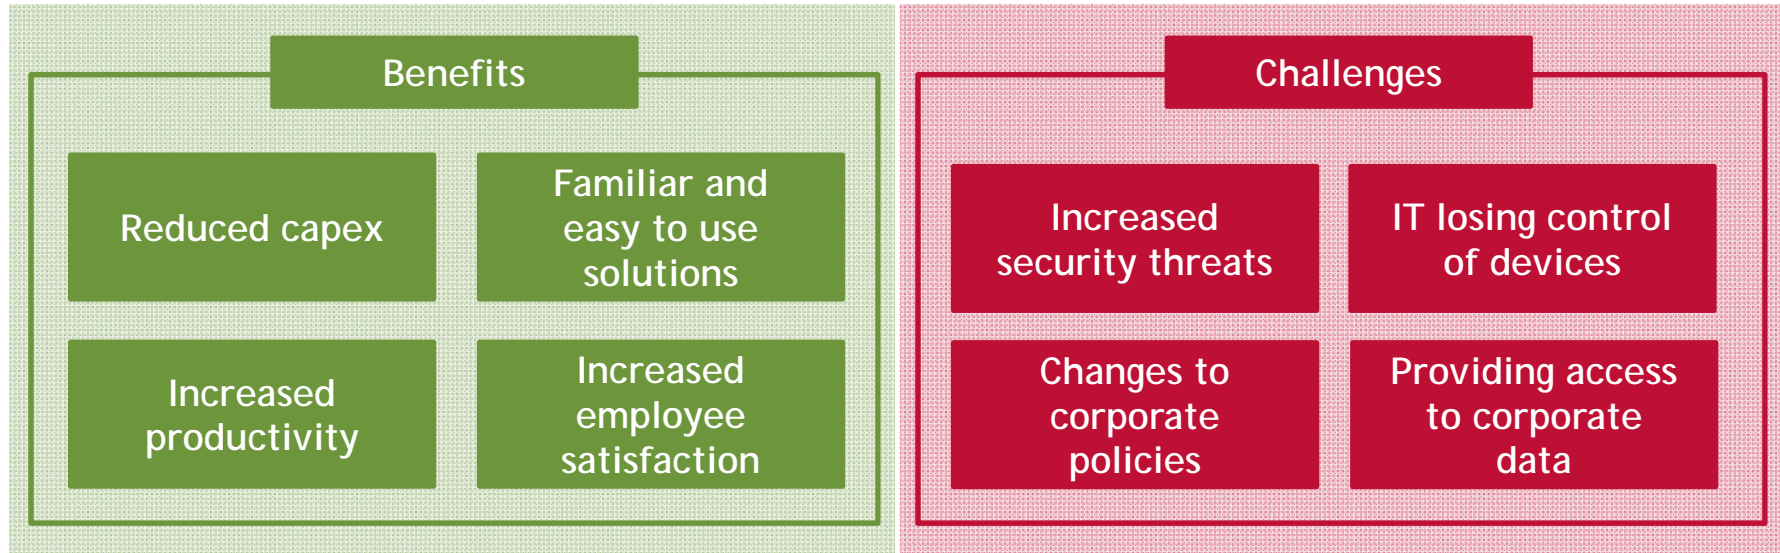 Benefits
Reduced capex
Familiar and
easy to use
solutions
Increased
productivity
Increased
employee
satisfaction
Challenges
Increased
security threats
IT losing control
of devices
Changes to
corporate
policies
Providing access
to corporate
data